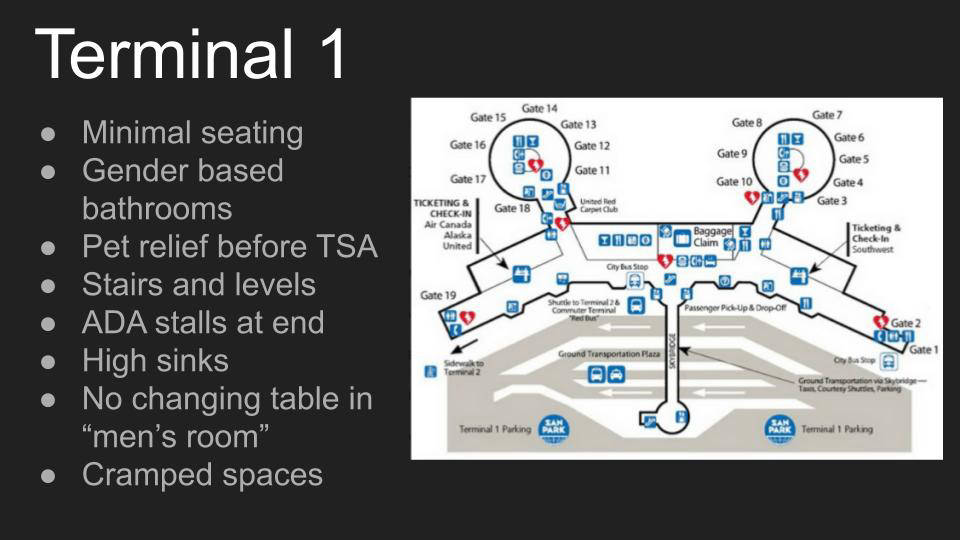 Terminal 1
● Minimal seating
● Gender based
bathrooms
● Pet relief before TSA
● Stairs and levels
● ADA stalls at end
● High sinks
● No changing table in
“men’s room”
● Cramped spaces
Gate 14
Gate 15
Gate 13
Gate 16
Gate 12
Gate 11
Gate 17
Gate 18
United Red
Carpet Club
TICKETING &
CHECK-IN
Air Canada
Alaska
United
Gate 7
Gate 8
Gate 6
Gate 9
Gate 5
Gate 10
Gate 4
Gate 3
Baggage
Claim
Ticketing &
Check-In
Southwest
City Bus Stop
Gate 19
Shuttle to Terminal 2 &
Commuter Terminal
"Red Bus"
Passenger Pick-Up & Drop-Off
Gate 2
Gate 1
City Bus Stop
Sidewalk to
Terminal 2
Ground Transportation Plaza
SKYBRIDGE
Ground Transportation via Skybridge—
Taxis, Courtesy Shuttles, Parking
Terminal 1 Parking
SAN
PARK
SAN
PARK
Terminal 1 Parking